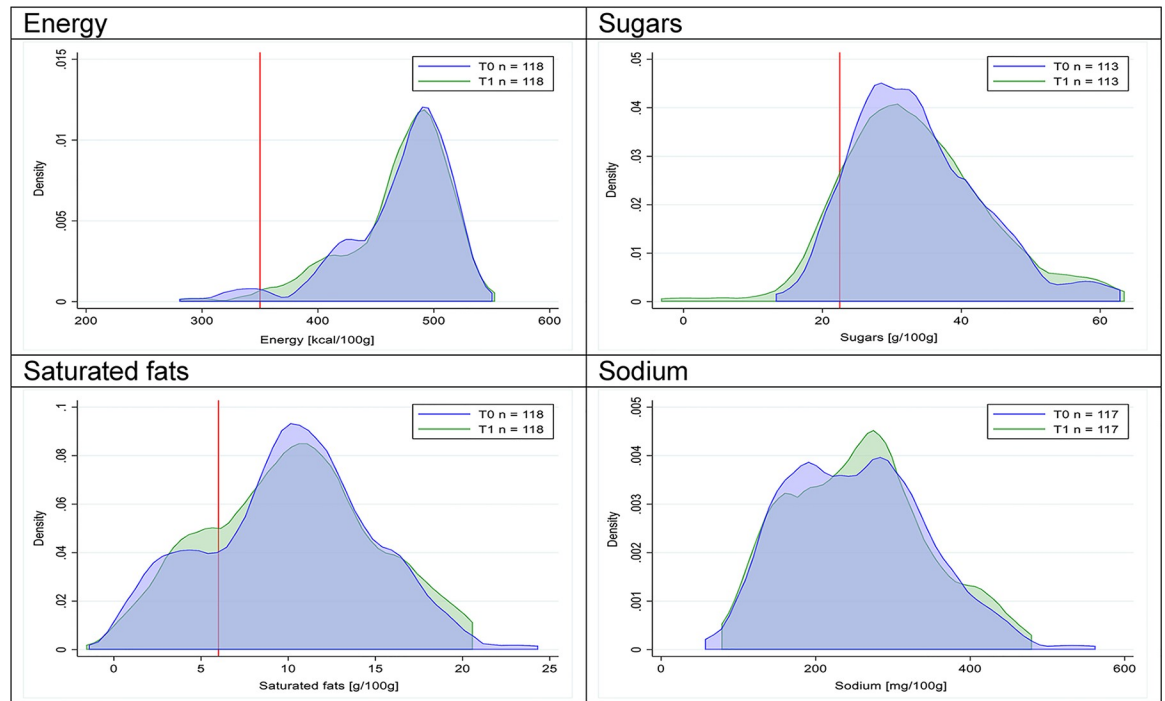 Energy
T0 n = 118
T1 n = 118
Density
.015
.01
.005
0
200 300 400 500 600
Energy [kcal/100g]
Sugars
T0 n = 113
T1 n = 113
Density
.05
.04
.03
.02
.01
0
0 20 40 60
Sugars [g/100g]
Saturated fats
T0 n = 118
T1 n = 118
Density
.1
.08
.06
.04
.02
0
0 5 10 15 20 25
Saturated fats [g/100g]
Sodium
T0 n = 117
T1 n = 117
Density
.005
.004
.003
.002
.001
0
0 200 400 600
Sodium [mg/100g]